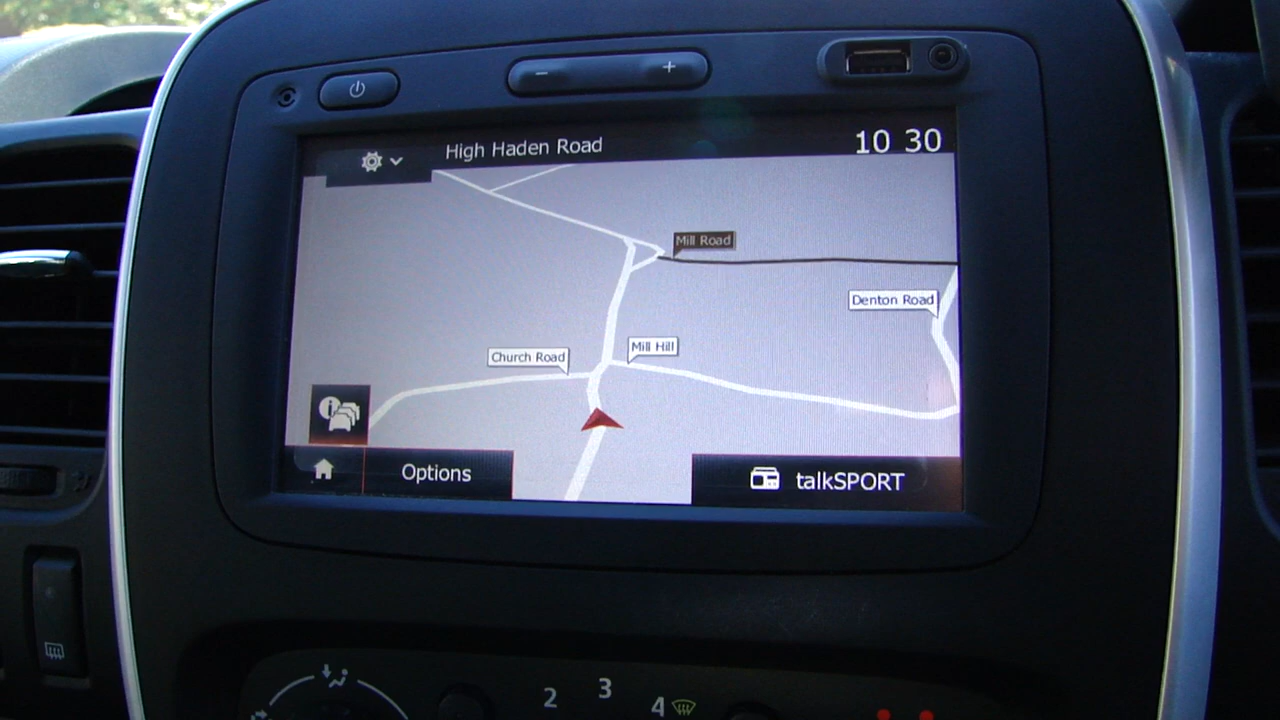 High Haden Road
10 30
Mill Road
Denton Road
Mill Hill
Church Road
Options
talkSPORT
2 3 4